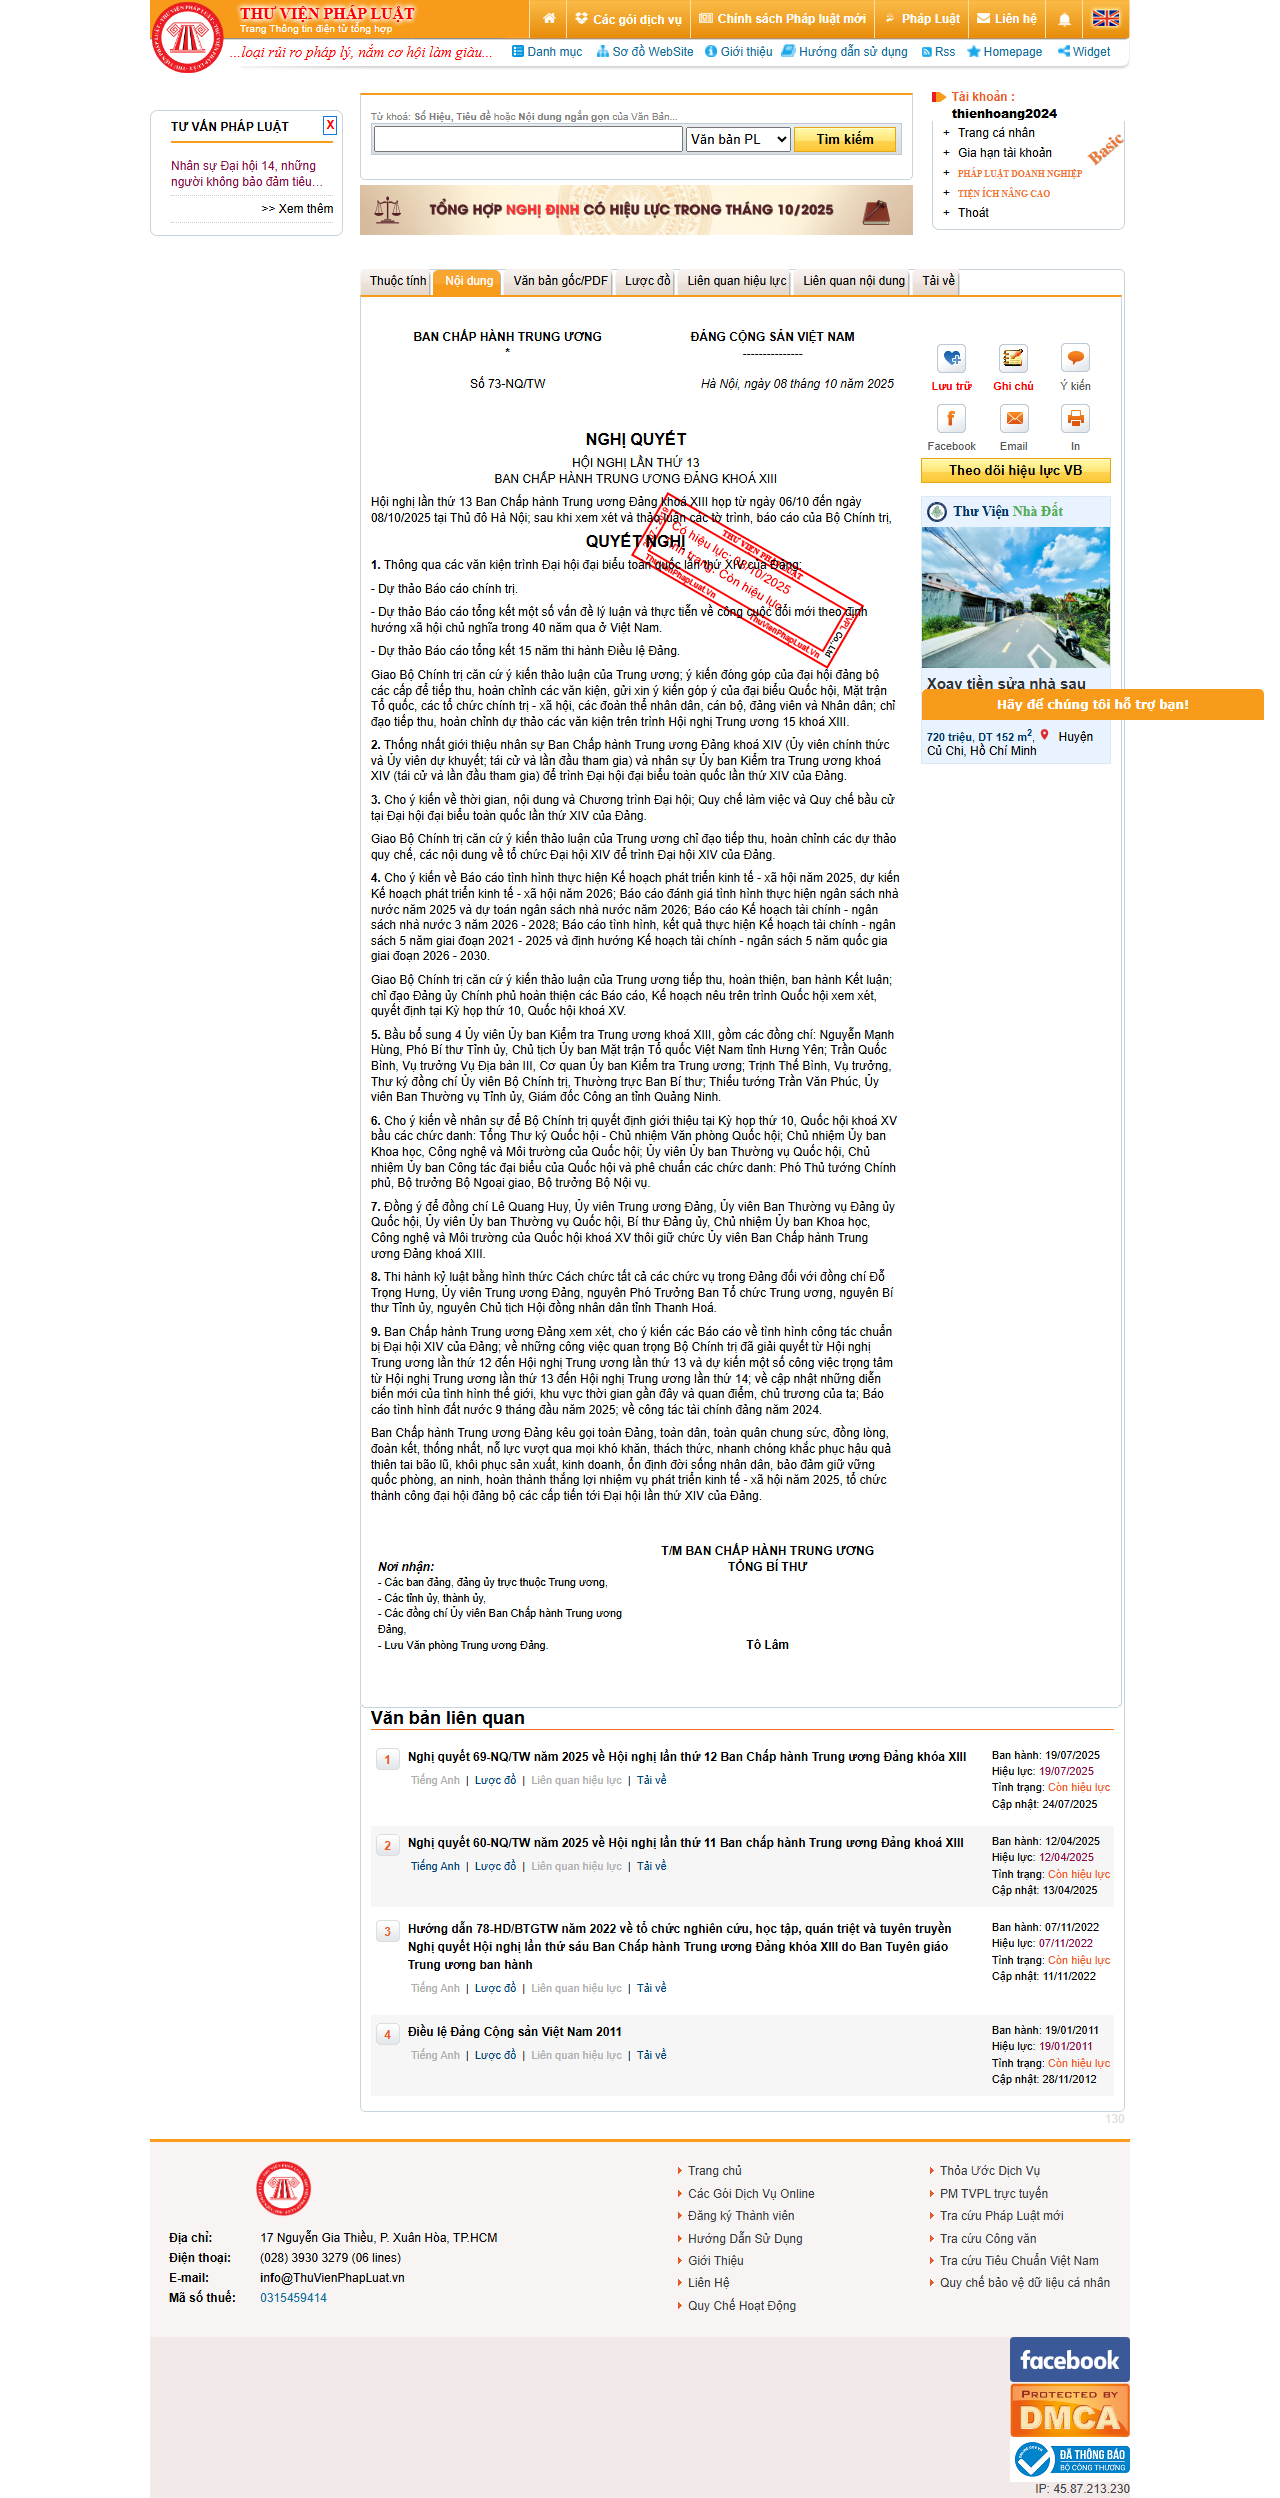 THƯ VIỆN PHÁP LUẬT
Trang Thông tin điện tử tổng hợp
Các gói dịch vụ
Chính sách Pháp luật mới
Pháp Luật
Liên hệ
...loại rủi ro pháp lý, nắm cơ hội làm giàu...
Danh mục
Sơ đồ WebSite
Giới thiệu
Hướng dẫn sử dụng
Rss
Homepage
Widget
TƯ VẤN PHÁP LUẬT
X
Nhân sự Đại hội 14, những
người không bảo đảm tiêu…
>> Xem thêm
Từ khoá: Số Hiệu, Tiêu đề hoặc Nội dung ngắn gọn của Văn Bản...
Văn bản PL
Tìm kiếm
TỔNG HỢP NGHỊ ĐỊNH CÓ HIỆU LỰC TRONG THÁNG 10/2025
Tài khoản :
thienhoang2024
+ Trang cá nhân
+ Gia hạn tài khoản
+ PHÁP LUẬT DOANH NGHIỆP
+ TIỆN ÍCH NÂNG CAO
+ Thoát
Basic
Thuộc tính
Nội dung
Văn bản gốc/PDF
Lược đồ
Liên quan hiệu lực
Liên quan nội dung
Tải về
BAN CHẤP HÀNH TRUNG ƯƠNG
*
ĐẢNG CỘNG SẢN VIỆT NAM
---------------
Số 73-NQ/TW
Hà Nội, ngày 08 tháng 10 năm 2025
NGHỊ QUYẾT
HỘI NGHỊ LẦN THỨ 13
BAN CHẤP HÀNH TRUNG ƯƠNG ĐẢNG KHOÁ XIII
Hội nghị lần thứ 13 Ban Chấp hành Trung ương Đảng khoá XIII họp từ ngày 06/10 đến ngày
08/10/2025 tại Thủ đô Hà Nội; sau khi xem xét và thảo luận các tờ trình, báo cáo của Bộ Chính trị,
QUYẾT NGHỊ
THƯ VIỆN PHÁP LUẬT
Có hiệu lực: 08/10/2025
Tình trạng: Còn hiệu lực
ThuVienPhapLuat.Vn
ThuVienPhapLuat.Vn
TVPL Co., Ltd
1. Thông qua các văn kiện trình Đại hội đại biểu toàn quốc lần thứ XIV của Đảng:
- Dự thảo Báo cáo chính trị.
- Dự thảo Báo cáo tổng kết một số vấn đề lý luận và thực tiễn về công cuộc đổi mới theo định
hướng xã hội chủ nghĩa trong 40 năm qua ở Việt Nam.
- Dự thảo Báo cáo tổng kết 15 năm thi hành Điều lệ Đảng.
Giao Bộ Chính trị căn cứ ý kiến thảo luận của Trung ương; ý kiến đóng góp của đại hội đảng bộ
các cấp để tiếp thu, hoàn chỉnh các văn kiện, gửi xin ý kiến góp ý của đại biểu Quốc hội, Mặt trận
Tổ quốc, các tổ chức chính trị - xã hội, các đoàn thể nhân dân, cán bộ, đảng viên và Nhân dân; chỉ
đạo tiếp thu, hoàn chỉnh dự thảo các văn kiện trên trình Hội nghị Trung ương 15 khoá XIII.
2. Thống nhất giới thiệu nhân sự Ban Chấp hành Trung ương Đảng khoá XIV (Ủy viên chính thức
và Ủy viên dự khuyết; tái cử và lần đầu tham gia) và nhân sự Ủy ban Kiểm tra Trung ương khoá
XIV (tái cử và lần đầu tham gia) để trình Đại hội đại biểu toàn quốc lần thứ XIV của Đảng.
3. Cho ý kiến về thời gian, nội dung và Chương trình Đại hội; Quy chế làm việc và Quy chế bầu cử
tại Đại hội đại biểu toàn quốc lần thứ XIV của Đảng.
Giao Bộ Chính trị căn cứ ý kiến thảo luận của Trung ương chỉ đạo tiếp thu, hoàn chỉnh các dự thảo
quy chế, các nội dung về tổ chức Đại hội XIV để trình Đại hội XIV của Đảng.
4. Cho ý kiến về Báo cáo tình hình thực hiện Kế hoạch phát triển kinh tế - xã hội năm 2025, dự kiến
Kế hoạch phát triển kinh tế - xã hội năm 2026; Báo cáo đánh giá tình hình thực hiện ngân sách nhà
nước năm 2025 và dự toán ngân sách nhà nước năm 2026; Báo cáo Kế hoạch tài chính - ngân
sách nhà nước 3 năm 2026 - 2028; Báo cáo tình hình, kết quả thực hiện Kế hoạch tài chính - ngân
sách 5 năm giai đoạn 2021 - 2025 và định hướng Kế hoạch tài chính - ngân sách 5 năm quốc gia
giai đoạn 2026 - 2030.
Giao Bộ Chính trị căn cứ ý kiến thảo luận của Trung ương tiếp thu, hoàn thiện, ban hành Kết luận;
chỉ đạo Đảng ủy Chính phủ hoàn thiện các Báo cáo, Kế hoạch nêu trên trình Quốc hội xem xét,
quyết định tại Kỳ họp thứ 10, Quốc hội khoá XV.
5. Bầu bổ sung 4 Ủy viên Ủy ban Kiểm tra Trung ương khoá XIII, gồm các đồng chí: Nguyễn Mạnh
Hùng, Phó Bí thư Tỉnh ủy, Chủ tịch Ủy ban Mặt trận Tổ quốc Việt Nam tỉnh Hưng Yên; Trần Quốc
Bình, Vụ trưởng Vụ Địa bàn III, Cơ quan Ủy ban Kiểm tra Trung ương; Trịnh Thế Bình, Vụ trưởng,
Thư ký đồng chí Ủy viên Bộ Chính trị, Thường trực Ban Bí thư; Thiếu tướng Trần Văn Phúc, Ủy
viên Ban Thường vụ Tỉnh ủy, Giám đốc Công an tỉnh Quảng Ninh.
6. Cho ý kiến về nhân sự để Bộ Chính trị quyết định giới thiệu tại Kỳ họp thứ 10, Quốc hội khoá XV
bầu các chức danh: Tổng Thư ký Quốc hội - Chủ nhiệm Văn phòng Quốc hội; Chủ nhiệm Ủy ban
Khoa học, Công nghệ và Môi trường của Quốc hội; Ủy viên Ủy ban Thường vụ Quốc hội, Chủ
nhiệm Ủy ban Công tác đại biểu của Quốc hội và phê chuẩn các chức danh: Phó Thủ tướng Chính
phủ, Bộ trưởng Bộ Ngoại giao, Bộ trưởng Bộ Nội vụ.
7. Đồng ý để đồng chí Lê Quang Huy, Ủy viên Trung ương Đảng, Ủy viên Ban Thường vụ Đảng ủy
Quốc hội, Ủy viên Ủy ban Thường vụ Quốc hội, Bí thư Đảng ủy, Chủ nhiệm Ủy ban Khoa học,
Công nghệ và Môi trường của Quốc hội khoá XV thôi giữ chức Ủy viên Ban Chấp hành Trung
ương Đảng khoá XIII.
8. Thi hành kỷ luật bằng hình thức Cách chức tất cả các chức vụ trong Đảng đối với đồng chí Đỗ
Trọng Hưng, Ủy viên Trung ương Đảng, nguyên Phó Trưởng Ban Tổ chức Trung ương, nguyên Bí
thư Tỉnh ủy, nguyên Chủ tịch Hội đồng nhân dân tỉnh Thanh Hoá.
9. Ban Chấp hành Trung ương Đảng xem xét, cho ý kiến các Báo cáo về tình hình công tác chuẩn
bị Đại hội XIV của Đảng; về những công việc quan trọng Bộ Chính trị đã giải quyết từ Hội nghị
Trung ương lần thứ 12 đến Hội nghị Trung ương lần thứ 13 và dự kiến một số công việc trọng tâm
từ Hội nghị Trung ương lần thứ 13 đến Hội nghị Trung ương lần thứ 14; về cập nhật những diễn
biến mới của tình hình thế giới, khu vực thời gian gần đây và quan điểm, chủ trương của ta; Báo
cáo tình hình đất nước 9 tháng đầu năm 2025; về công tác tài chính đảng năm 2024.
Ban Chấp hành Trung ương Đảng kêu gọi toàn Đảng, toàn dân, toàn quân chung sức, đồng lòng,
đoàn kết, thống nhất, nỗ lực vượt qua mọi khó khăn, thách thức, nhanh chóng khắc phục hậu quả
thiên tai bão lũ, khôi phục sản xuất, kinh doanh, ổn định đời sống nhân dân, bảo đảm giữ vững
quốc phòng, an ninh, hoàn thành thắng lợi nhiệm vụ phát triển kinh tế - xã hội năm 2025, tổ chức
thành công đại hội đảng bộ các cấp tiến tới Đại hội lần thứ XIV của Đảng.
T/M BAN CHẤP HÀNH TRUNG ƯƠNG
TỔNG BÍ THƯ
Nơi nhận:
- Các ban đảng, đảng ủy trực thuộc Trung ương,
- Các tỉnh ủy, thành ủy,
- Các đồng chí Ủy viên Ban Chấp hành Trung ương
Đảng,
- Lưu Văn phòng Trung ương Đảng.
Tô Lâm
Lưu trữ
Ghi chú
Ý kiến
Facebook
Email
In
Theo dõi hiệu lực VB
Thư Viện Nhà Đất
Xoay tiền sửa nhà sau
Hãy để chúng tôi hỗ trợ bạn!
720 triệu, DT 152 m2, Huyện
Củ Chi, Hồ Chí Minh
Văn bản liên quan
1
Nghị quyết 69-NQ/TW năm 2025 về Hội nghị lần thứ 12 Ban Chấp hành Trung ương Đảng khóa XIII
Tiếng Anh | Lược đồ | Liên quan hiệu lực | Tải về
Ban hành: 19/07/2025
Hiệu lực: 19/07/2025
Tình trạng: Còn hiệu lực
Cập nhật: 24/07/2025
2
Nghị quyết 60-NQ/TW năm 2025 về Hội nghị lần thứ 11 Ban chấp hành Trung ương Đảng khoá XIII
Tiếng Anh | Lược đồ | Liên quan hiệu lực | Tải về
Ban hành: 12/04/2025
Hiệu lực: 12/04/2025
Tình trạng: Còn hiệu lực
Cập nhật: 13/04/2025
3
Hướng dẫn 78-HD/BTGTW năm 2022 về tổ chức nghiên cứu, học tập, quán triệt và tuyên truyền
Nghị quyết Hội nghị lần thứ sáu Ban Chấp hành Trung ương Đảng khóa XIII do Ban Tuyên giáo
Trung ương ban hành
Tiếng Anh | Lược đồ | Liên quan hiệu lực | Tải về
Ban hành: 07/11/2022
Hiệu lực: 07/11/2022
Tình trạng: Còn hiệu lực
Cập nhật: 11/11/2022
4
Điều lệ Đảng Cộng sản Việt Nam 2011
Tiếng Anh | Lược đồ | Liên quan hiệu lực | Tải về
Ban hành: 19/01/2011
Hiệu lực: 19/01/2011
Tình trạng: Còn hiệu lực
Cập nhật: 28/11/2012
130
Địa chỉ: 17 Nguyễn Gia Thiều, P. Xuân Hòa, TP.HCM
Điện thoại: (028) 3930 3279 (06 lines)
E-mail: info@ThuVienPhapLuat.vn
Mã số thuế: 0315459414
Trang chủ
Các Gói Dịch Vụ Online
Đăng ký Thành viên
Hướng Dẫn Sử Dụng
Giới Thiệu
Liên Hệ
Quy Chế Hoạt Động
Thỏa Ước Dịch Vụ
PM TVPL trực tuyến
Tra cứu Pháp Luật mới
Tra cứu Công văn
Tra cứu Tiêu Chuẩn Việt Nam
Quy chế bảo vệ dữ liệu cá nhân
facebook
PROTECTED BY
DMCA
ĐÃ THÔNG BÁO
BỘ CÔNG THƯƠNG
IP: 45.87.213.230